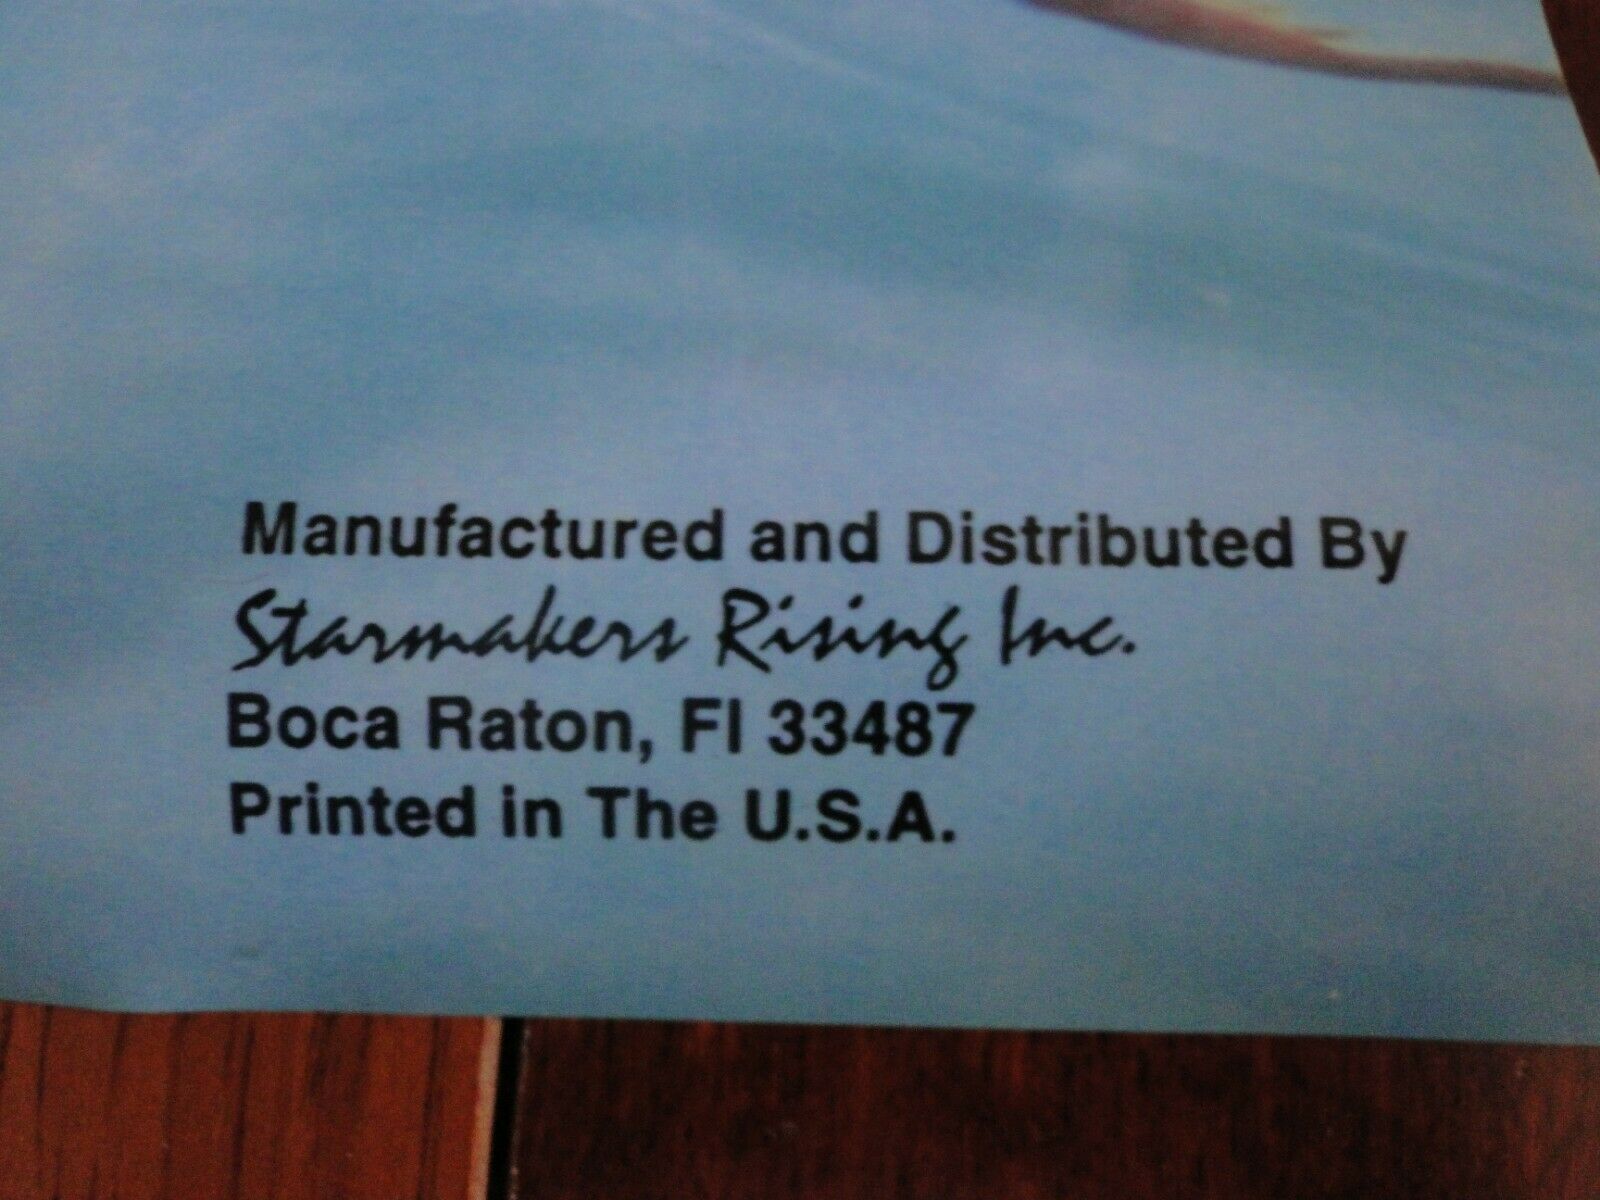 Manufactured and Distributed By
Starmakers Rising Inc.
Boca Raton, Fl 33487
Printed in The U.S.A.